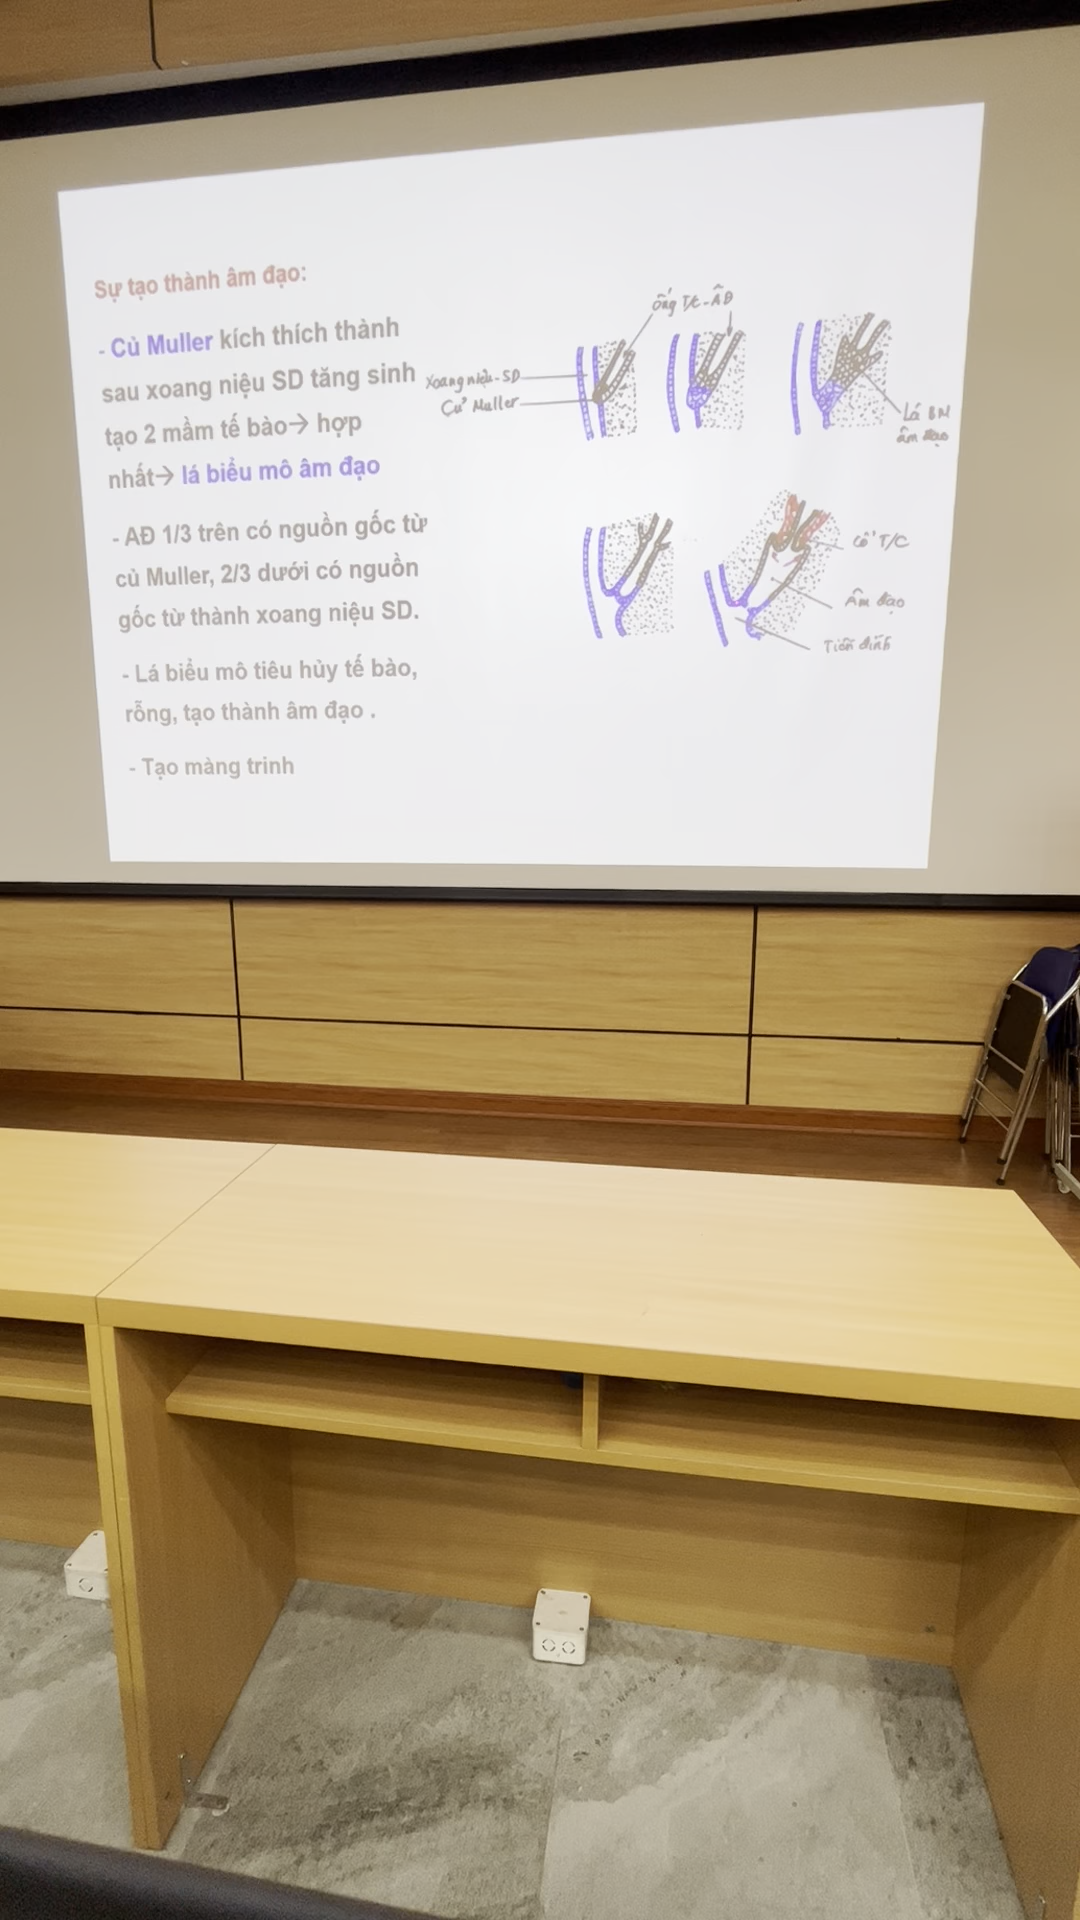 Sự tạo thành âm đạo:
- Củ Muller kích thích thành
sau xoang niệu SD tăng sinh
tạo 2 mầm tế bào→ hợp
nhất→ lá biểu mô âm đạo
- AĐ 1/3 trên có nguồn gốc từ
củ Muller, 2/3 dưới có nguồn
gốc từ thành xoang niệu SD.
- Lá biểu mô tiêu hủy tế bào,
rỗng, tạo thành âm đạo .
- Tạo màng trinh
Ống T/c-ÂĐ
Xoang niệu-SD
Củ Muller
Lá BM
âm đạo
Cổ T/C
Âm đạo
Tiền đình